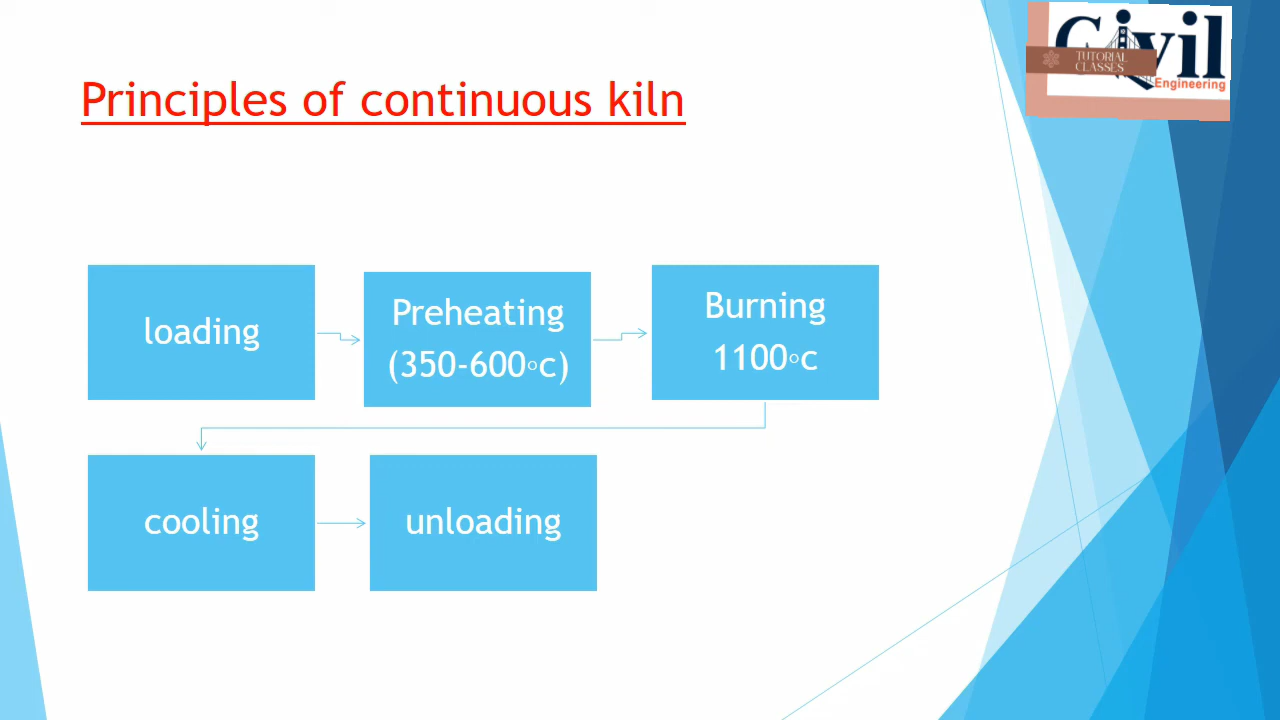 Principles of continuous kiln
Civil
TUTORIAL
CLASSES
Engineering
loading
Preheating
(350-600◦c)
Burning
1100◦c
cooling
unloading